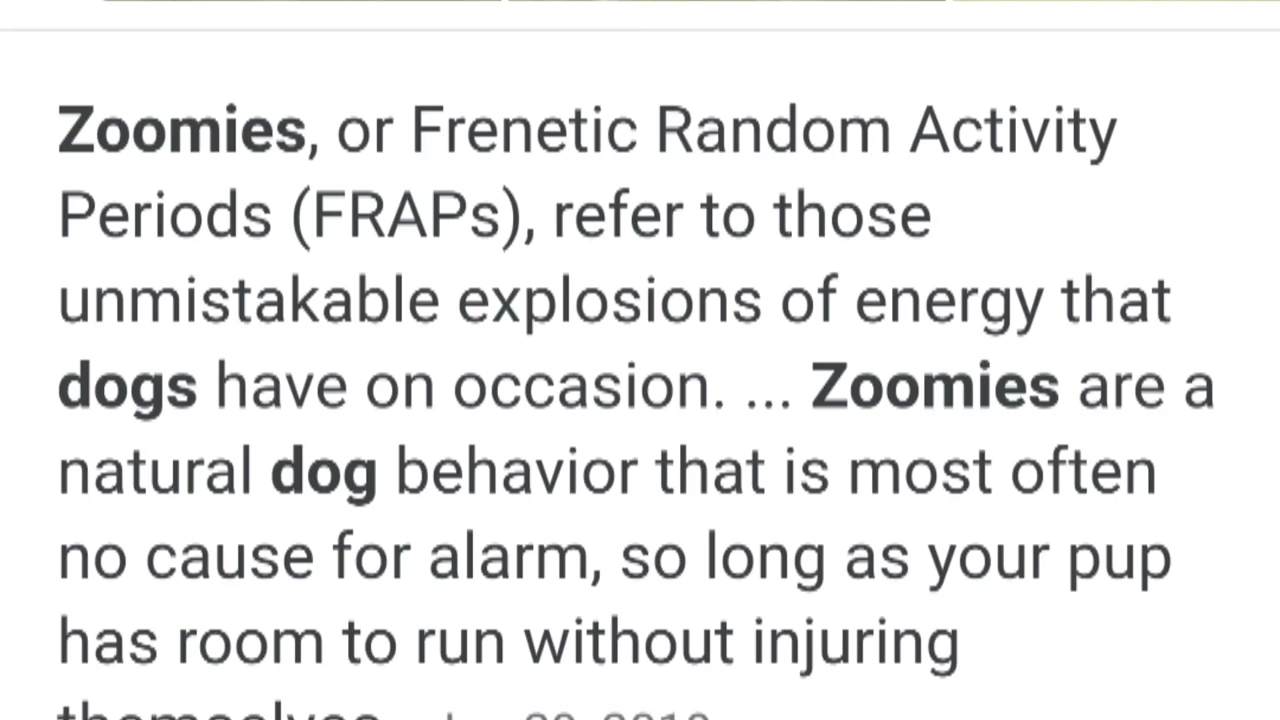 Zoomies, or Frenetic Random Activity
Periods (FRAPs), refer to those
unmistakable explosions of energy that
dogs have on occasion. ... Zoomies are a
natural dog behavior that is most often
no cause for alarm, so long as your pup
has room to run without injuring
themselves